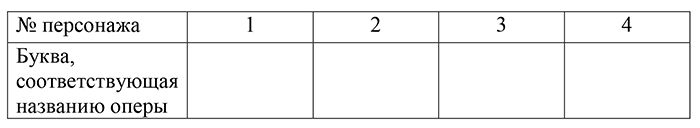 № персонажа 1 2 3 4
Буква,
соответствующая
названию оперы